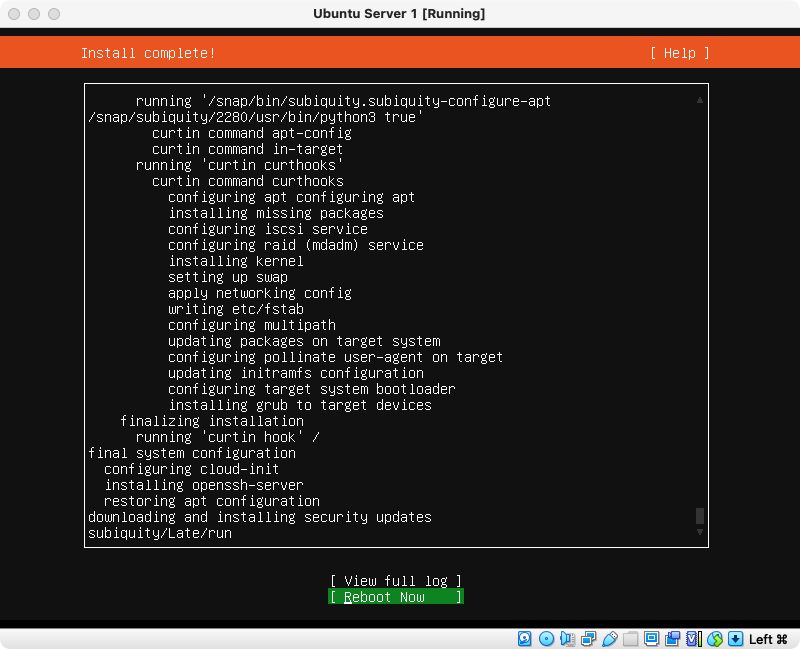 Ubuntu Server 1 [Running]
Install complete! [ Help ]
running '/snap/bin/subiquity.subiquity-configure-apt
/snap/subiquity/2280/usr/bin/python3 true'
curtin command apt-config
curtin command in-target
running 'curtin curthooks'
curtin command curthooks
configuring apt configuring apt
installing missing packages
configuring iscsi service
configuring raid (mdadm) service
installing kernel
setting up swap
apply networking config
writing etc/fstab
configuring multipath
updating packages on target system
configuring pollinate user-agent on target
updating initramfs configuration
configuring target system bootloader
installing grub to target devices
finalizing installation
running 'curtin hook' /
final system configuration
configuring cloud-init
installing openssh-server
restoring apt configuration
downloading and installing security updates
subiquity/Late/run
[ View full log ]
[ Reboot Now ]
Left ⌘